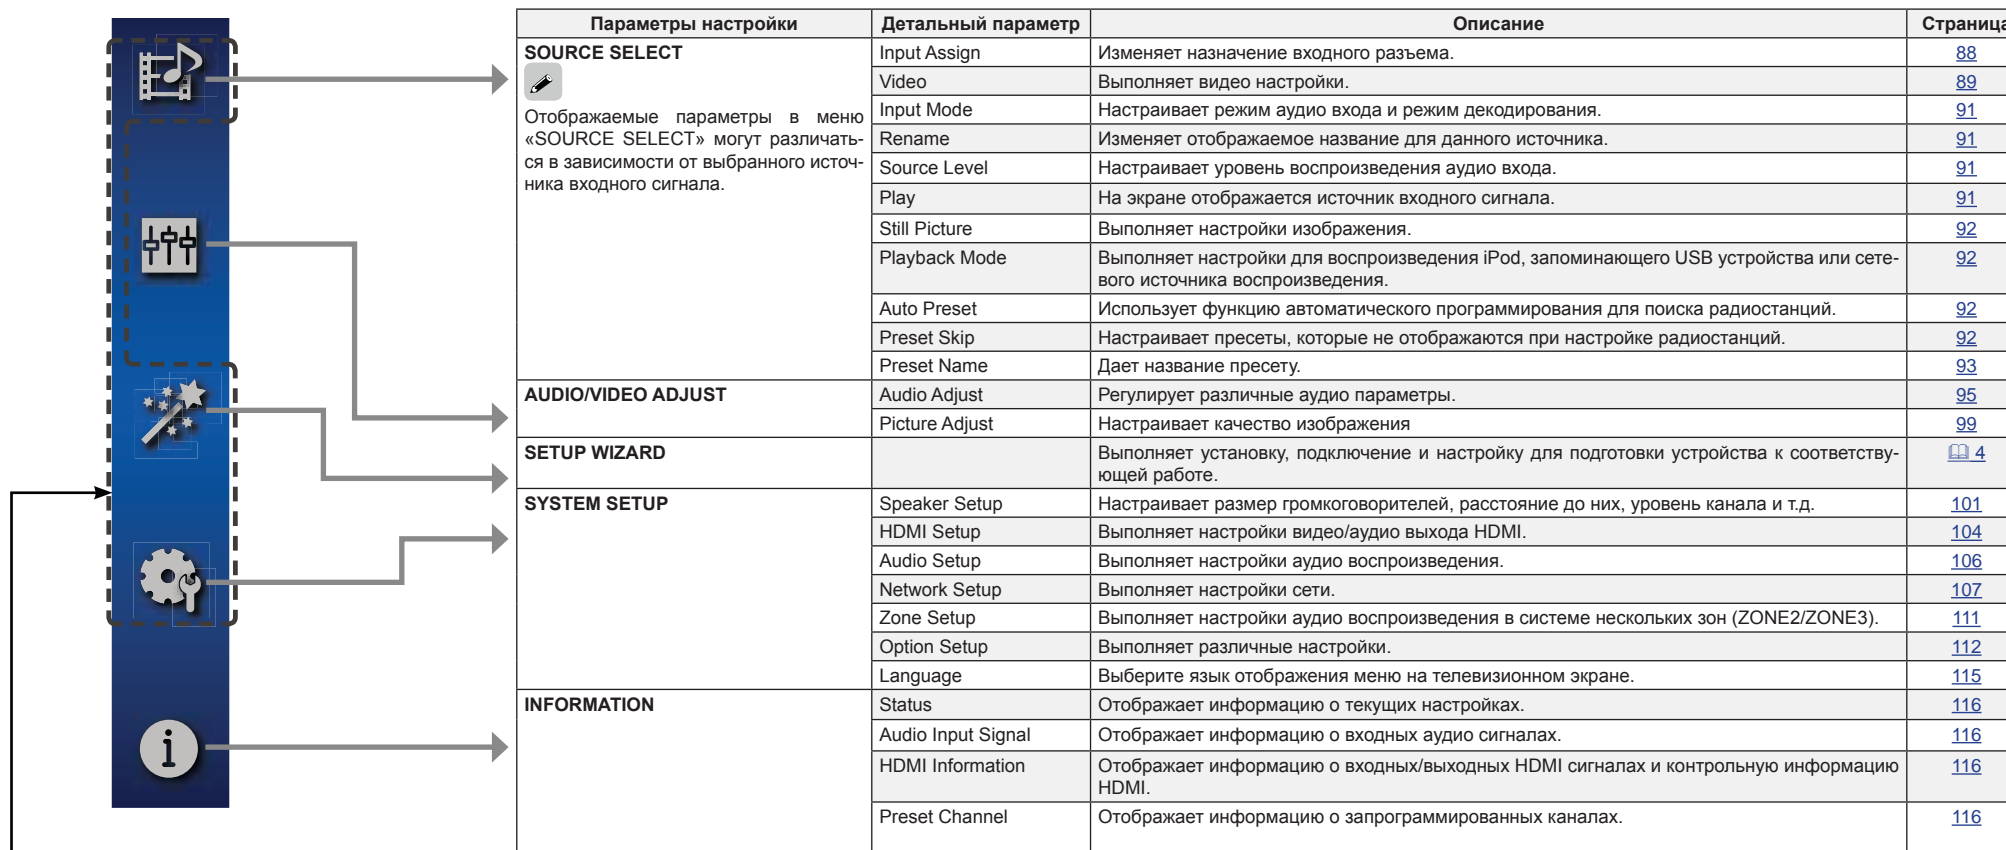 Параметры настройки Детальный параметр Описание Страница
SOURCE SELECT
Отображаемые параметры в меню
«SOURCE SELECT» могут различать-
ся в зависимости от выбранного источ-
ника входного сигнала.
Input Assign Изменяет назначение входного разъема. 88
Video Выполняет видео настройки. 89
Input Mode Настраивает режим аудио входа и режим декодирования. 91
Rename Изменяет отображаемое название для данного источника. 91
Source Level Настраивает уровень воспроизведения аудио входа. 91
Play На экране отображается источник входного сигнала. 91
Still Picture Выполняет настройки изображения. 92
Playback Mode Выполняет настройки для воспроизведения iPod, запоминающего USB устройства или сете- 92
вого источника воспроизведения.
Auto Preset Использует функцию автоматического программирования для поиска радиостанций. 92
Preset Skip Настраивает пресеты, которые не отображаются при настройке радиостанций. 92
Preset Name Дает название пресету. 93
AUDIO/VIDEO ADJUST Audio Adjust Регулирует различные аудио параметры. 95
Picture Adjust Настраивает качество изображения 99
SETUP WIZARD Выполняет установку, подключение и настройку для подготовки устройства к соответству- 4
ющей работе.
SYSTEM SETUP Speaker Setup Настраивает размер громкоговорителей, расстояние до них, уровень канала и т.д. 101
HDMI Setup Выполняет настройки видео/аудио выхода HDMI. 104
Audio Setup Выполняет настройки аудио воспроизведения. 106
Network Setup Выполняет настройки сети. 107
Zone Setup Выполняет настройки аудио воспроизведения в системе нескольких зон (ZONE2/ZONE3). 111
Option Setup Выполняет различные настройки. 112
Language Выберите язык отображения меню на телевизионном экране. 115
INFORMATION Status Отображает информацию о текущих настройках. 116
Audio Input Signal Отображает информацию о входных аудио сигналах. 116
HDMI Information Отображает информацию о входных/выходных HDMI сигналах и контрольную информацию 116
HDMI.
Preset Channel Отображает информацию о запрограммированных каналах. 116